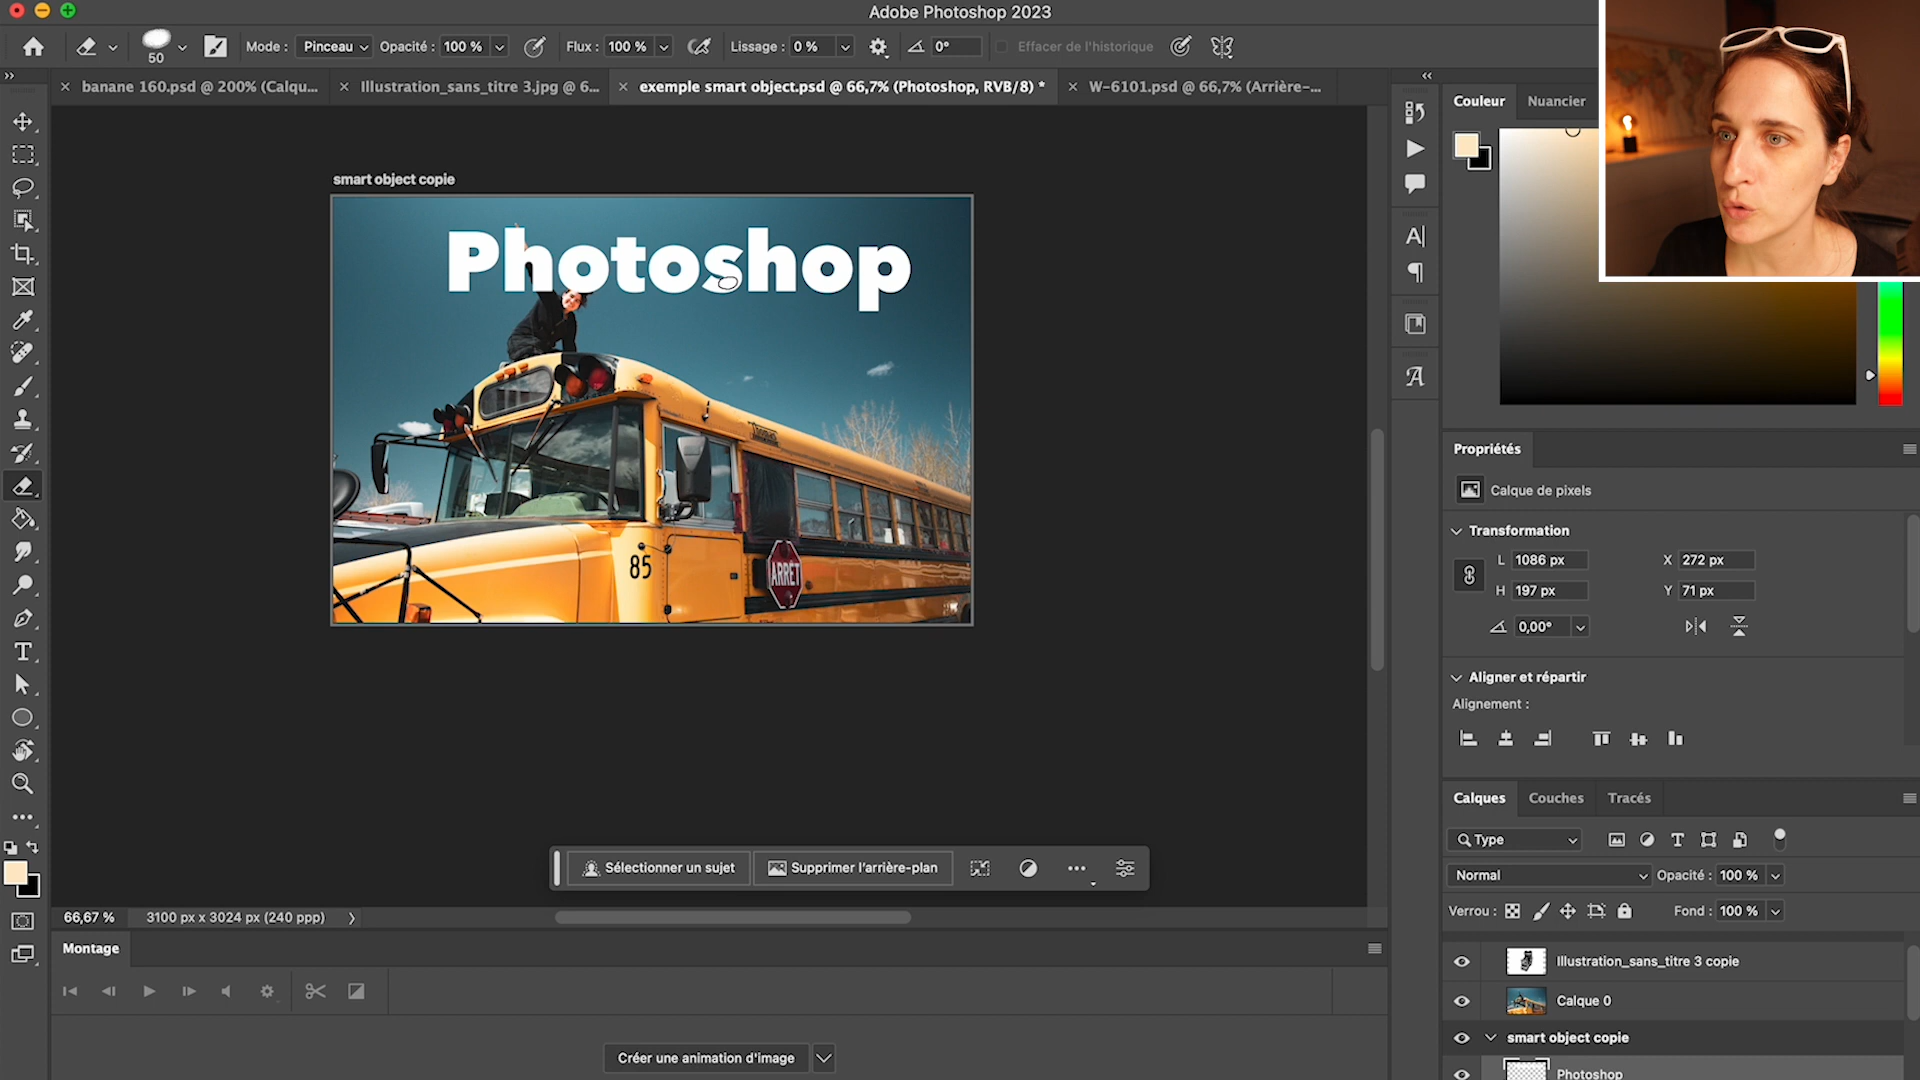 Adobe Photoshop 2023
50
Mode : Pinceau Opacité : 100 % Flux : 100 % Lissage : 0 % 0° Effacer de l'historique
banane 160.psd @ 200% (Calqu...
Illustration_sans_titre 3.jpg @ 6...
exemple smart object.psd @ 66,7% (Photoshop, RVB/8) *
W-6101.psd @ 66,7% (Arrière-...
Couleur Nuancier
smart object copie
Photoshop
85
ARRÊT
Propriétés
Calque de pixels
Transformation
L 1086 px X 272 px
H 197 px Y 71 px
0,00°
Aligner et répartir
Alignement :
Calques Couches Tracés
Type
Normal Opacité : 100 %
Verrou : Fond : 100 %
Illustration_sans_titre 3 copie
Calque 0
smart object copie
Photoshop
Sélectionner un sujet Supprimer l'arrière-plan
66,67 % 3100 px x 3024 px (240 ppp)
Montage
Créer une animation d'image